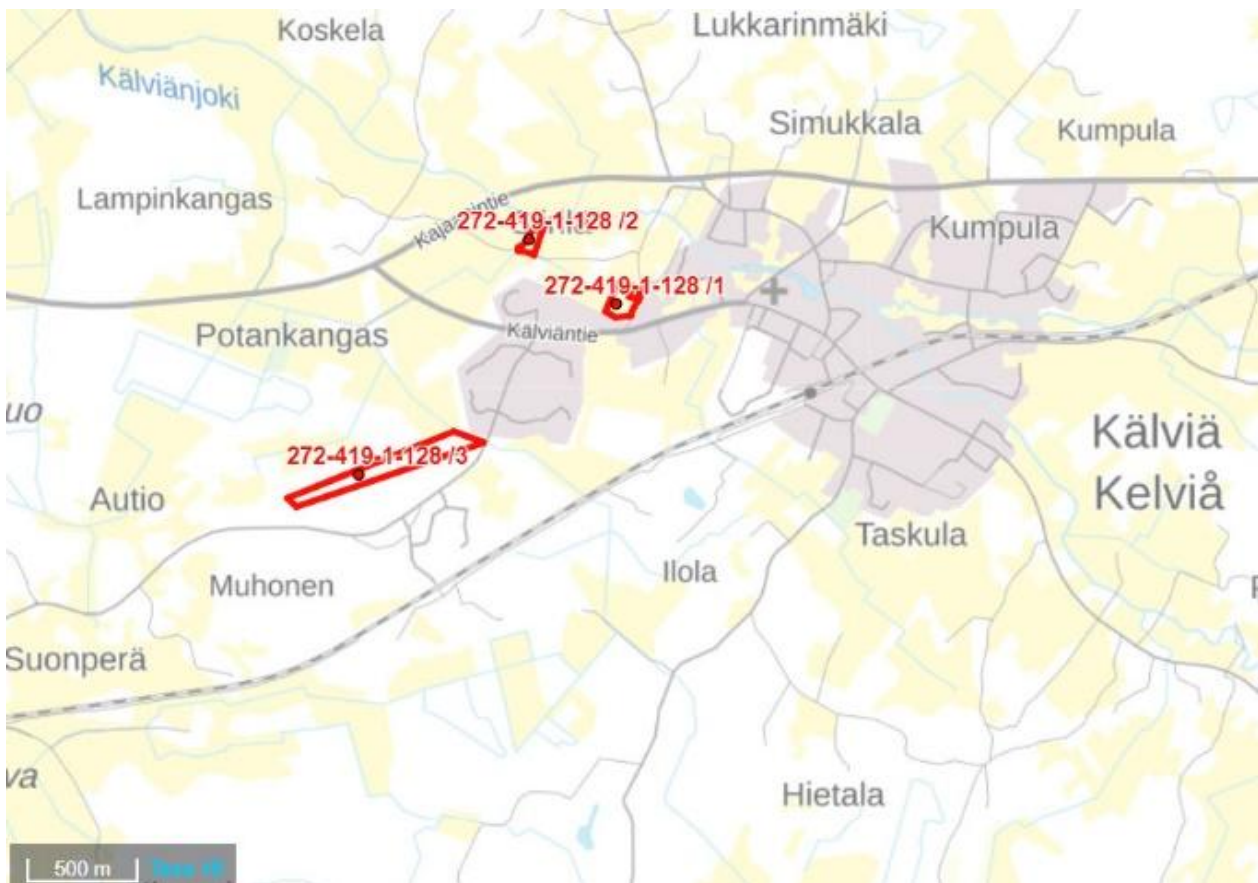 Koskela
Lukkarinmäki
Kälviänjoki
Simukkala
Kumpula
Lampinkangas
Kajaanintie
272-419-1-128 /2
Kumpula
272-419-1-128 /1
Potankangas
Kälviäntie
uo
Kälviä
Kelviå
272-419-1-128 /3
Autio
Taskula
Muhonen
Ilola
Suonperä
va
Hietala
500 m